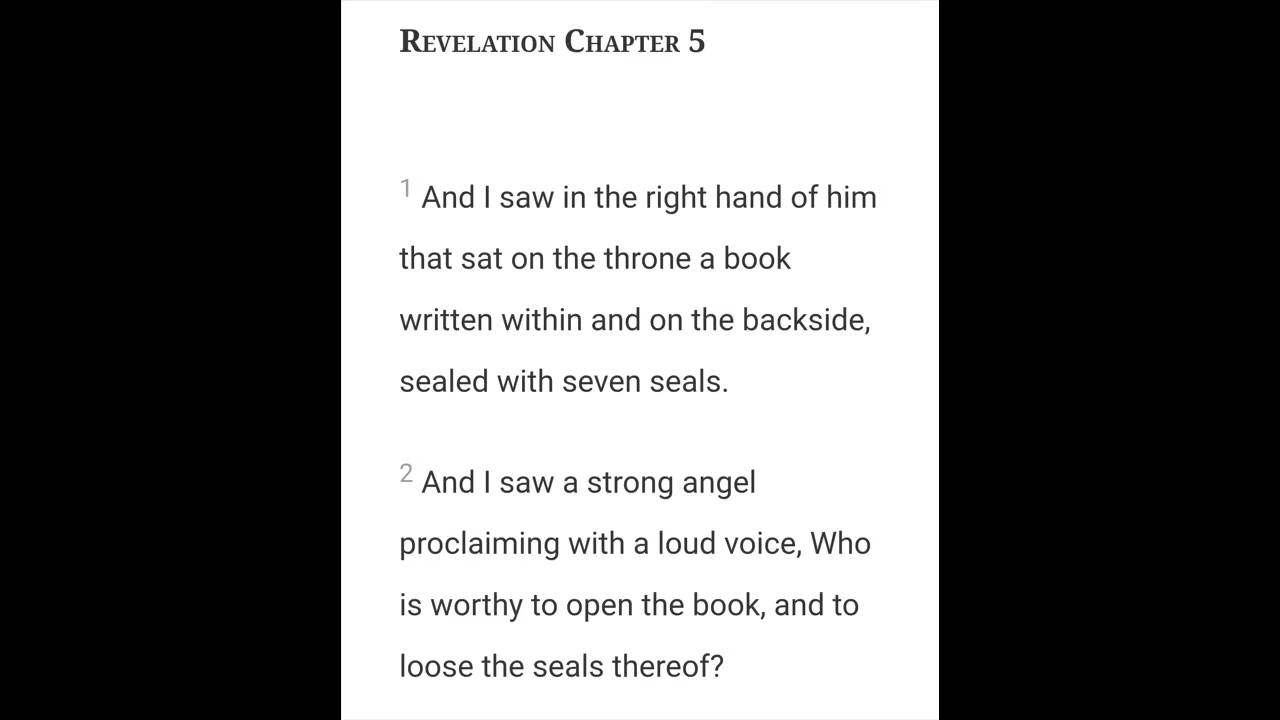 Revelation Chapter 5
1 And I saw in the right hand of him
that sat on the throne a book
written within and on the backside,
sealed with seven seals.
2 And I saw a strong angel
proclaiming with a loud voice, Who
is worthy to open the book, and to
loose the seals thereof?